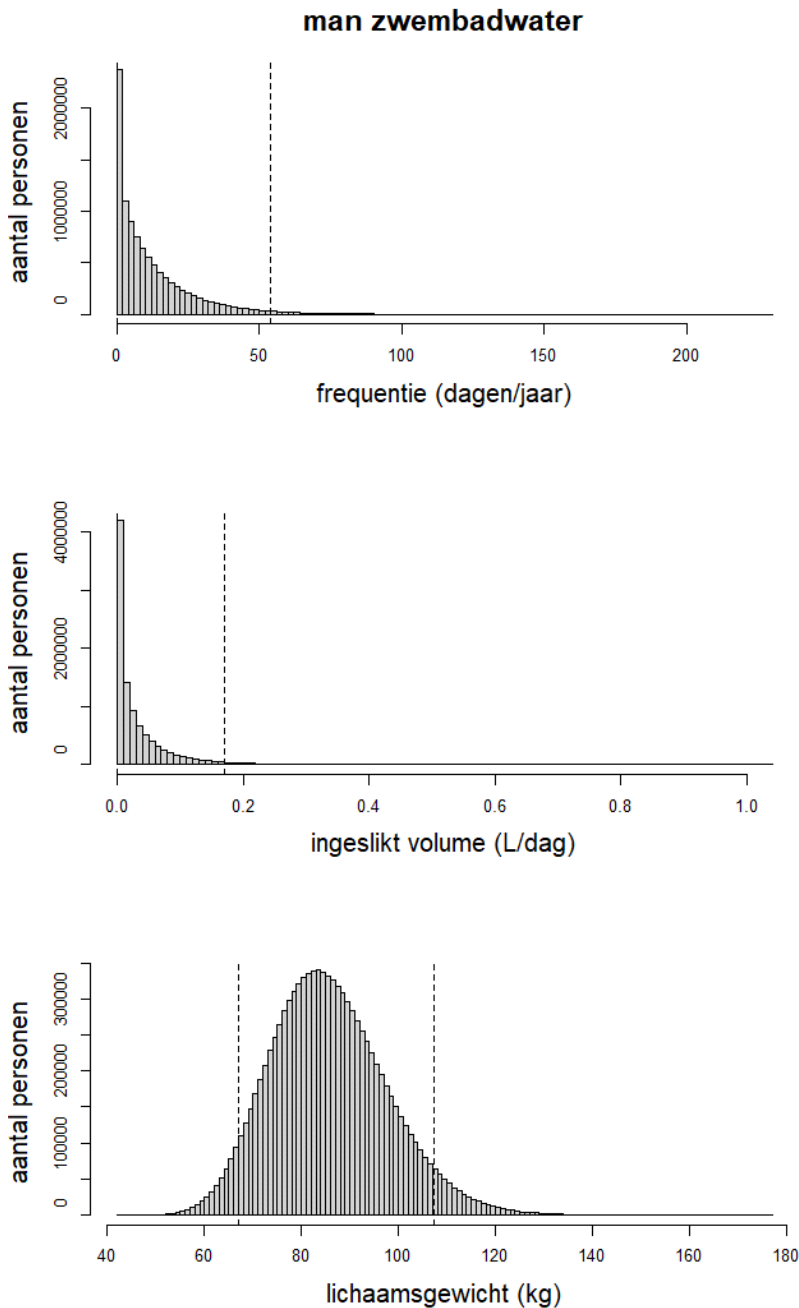 man zwembadwater
aantal personen
0 1000000 2000000
0 50 100 150 200
frequentie (dagen/jaar)
aantal personen
0 2000000 4000000
0.0 0.2 0.4 0.6 0.8 1.0
ingeslikt volume (L/dag)
aantal personen
0 100000 200000 300000
40 60 80 100 120 140 160 180
lichaamsgewicht (kg)